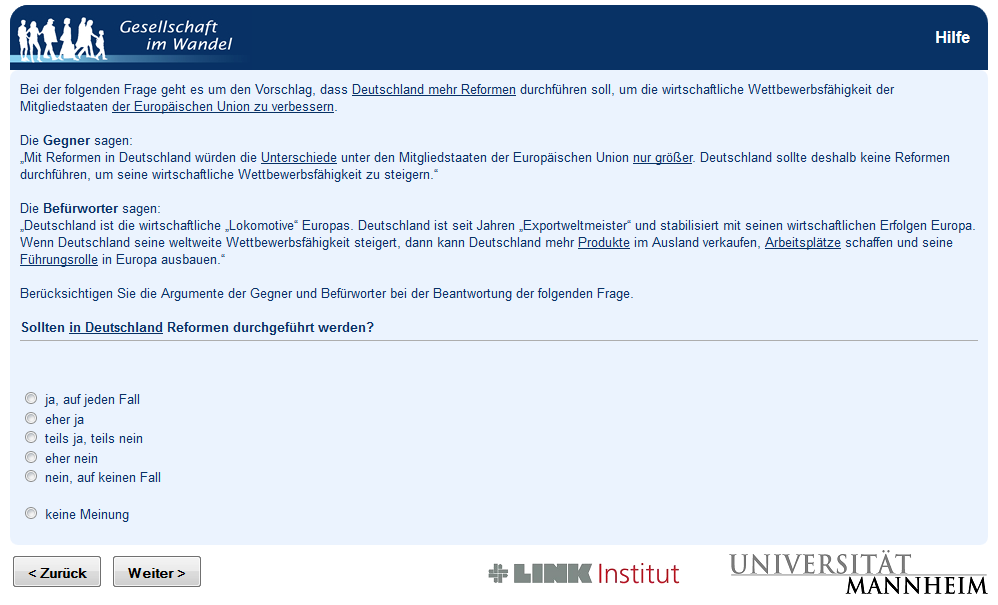 Gesellschaft
im Wandel
Hilfe
Bei der folgenden Frage geht es um den Vorschlag, dass Deutschland mehr Reformen durchführen soll, um die wirtschaftliche Wettbewerbsfähigkeit der
Mitgliedstaaten der Europäischen Union zu verbessern.
Die Gegner sagen:
„Mit Reformen in Deutschland würden die Unterschiede unter den Mitgliedstaaten der Europäischen Union nur größer. Deutschland sollte deshalb keine Reformen
durchführen, um seine wirtschaftliche Wettbewerbsfähigkeit zu steigern.“
Die Befürworter sagen:
„Deutschland ist die wirtschaftliche „Lokomotive“ Europas. Deutschland ist seit Jahren „Exportweltmeister“ und stabilisiert mit seinen wirtschaftlichen Erfolgen Europa.
Wenn Deutschland seine weltweite Wettbewerbsfähigkeit steigert, dann kann Deutschland mehr Produkte im Ausland verkaufen, Arbeitsplätze schaffen und seine
Führungsrolle in Europa ausbauen.“
Berücksichtigen Sie die Argumente der Gegner und Befürworter bei der Beantwortung der folgenden Frage.
Sollten in Deutschland Reformen durchgeführt werden?
ja, auf jeden Fall
eher ja
teils ja, teils nein
eher nein
nein, auf keinen Fall
keine Meinung
< Zurück
Weiter >
LINK Institut
UNIVERSITÄT
MANNHEIM